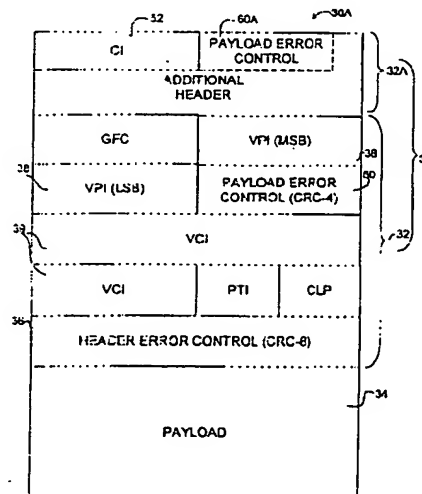 52
60A
30A
CI
PAYLOAD ERROR
CONTROL
32A
ADDITIONAL
HEADER
GFC
VPI (MSB)
38
38
VPI (LSB)
PAYLOAD ERROR
CONTROL (CRC-4)
60
VCI
32
VCI
PTI
CLP
36
HEADER ERROR CONTROL (CRC-8)
34
PAYLOAD